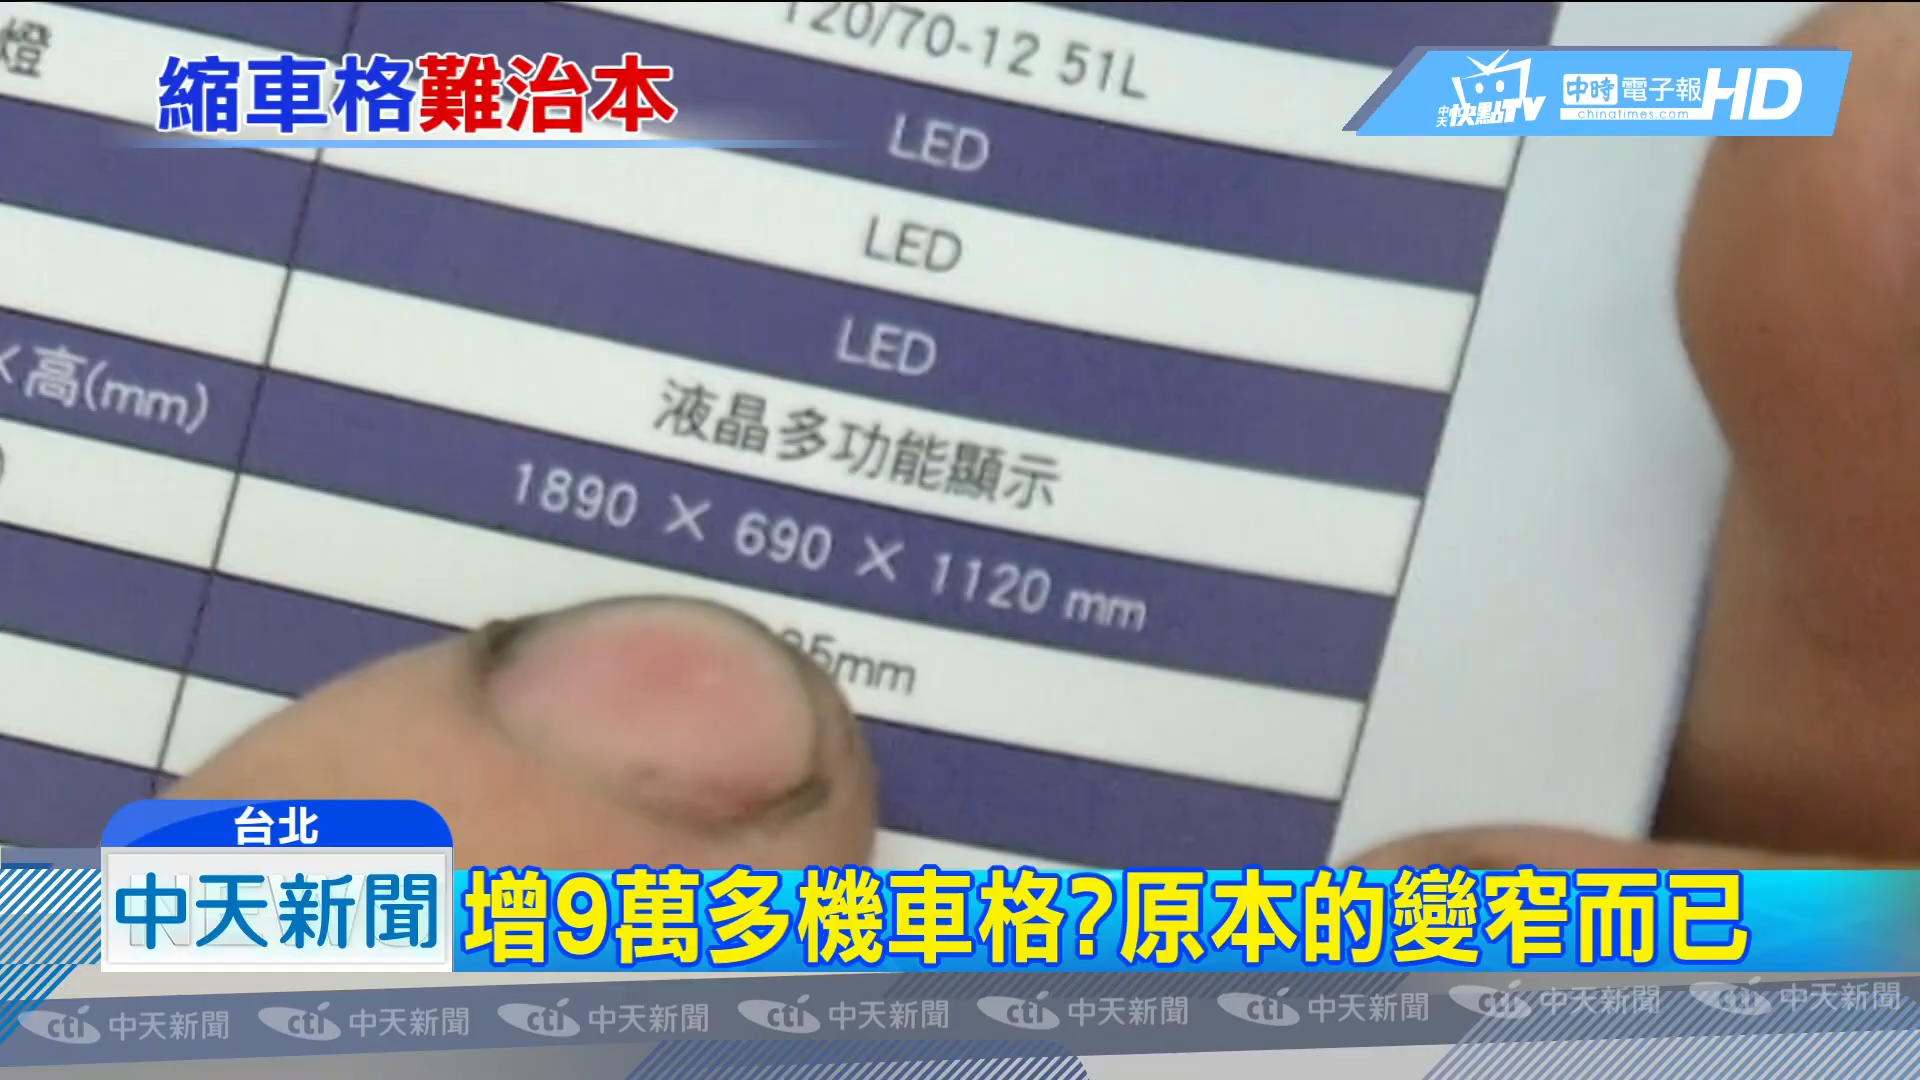 120/70-12 51L
燈
縮車格難治本
中天快點TV
中時電子報HD
chinatimes.com
LED
LED
LED
液晶多功能顯示
×高(mm)
1890 × 690 × 1120 mm
5mm
台北
中天新聞
增9萬多機車格?原本的變窄而已
cti 中天新聞 cti 中天新聞 cti 中天新聞 cti 中天新聞 cti 中天新聞 cti 中天新聞 cti 中天新聞 cti 中天新聞